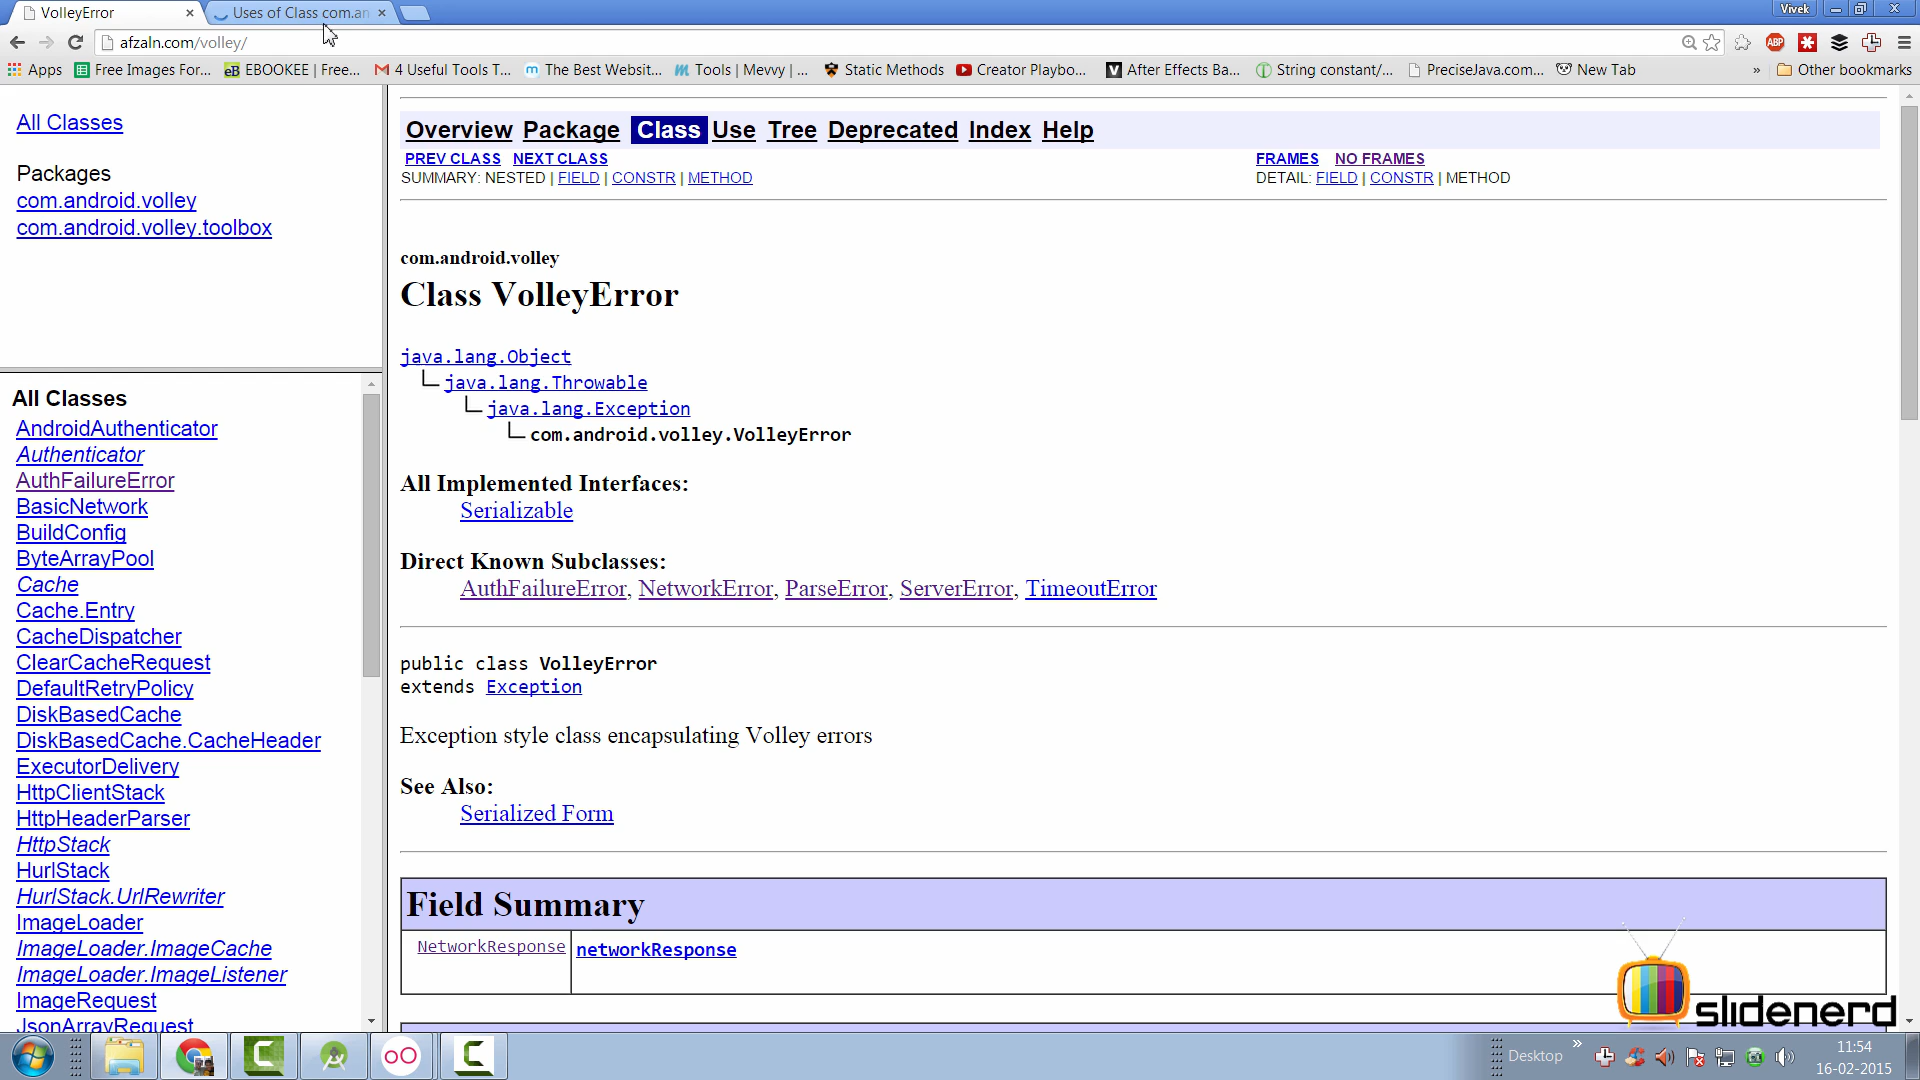 VolleyError
Uses of Class com.an
Vivek
afzaln.com/volley/
Apps
Free Images For...
EBOOKEE | Free...
4 Useful Tools T...
The Best Websit...
Tools | Mevvy | ...
Static Methods
Creator Playbo...
After Effects Ba...
String constant/...
PreciseJava.com...
New Tab
»
Other bookmarks
All Classes
Packages
com.android.volley
com.android.volley.toolbox
All Classes
AndroidAuthenticator
Authenticator
AuthFailureError
BasicNetwork
BuildConfig
ByteArrayPool
Cache
Cache.Entry
CacheDispatcher
ClearCacheRequest
DefaultRetryPolicy
DiskBasedCache
DiskBasedCache.CacheHeader
ExecutorDelivery
HttpClientStack
HttpHeaderParser
HttpStack
HurlStack
HurlStack.UrlRewriter
ImageLoader
ImageLoader.ImageCache
ImageLoader.ImageListener
ImageRequest
JsonArrayRequest
Overview Package Class Use Tree Deprecated Index Help
PREV CLASS NEXT CLASS
FRAMES NO FRAMES
SUMMARY: NESTED | FIELD | CONSTR | METHOD
DETAIL: FIELD | CONSTR | METHOD
com.android.volley
Class VolleyError
java.lang.Object
java.lang.Throwable
java.lang.Exception
com.android.volley.VolleyError
All Implemented Interfaces:
Serializable
Direct Known Subclasses:
AuthFailureError, NetworkError, ParseError, ServerError, TimeoutError
public class VolleyError
extends Exception
Exception style class encapsulating Volley errors
See Also:
Serialized Form
Field Summary
NetworkResponse networkResponse
slidenerd
Desktop
»
11:54
16-02-2015